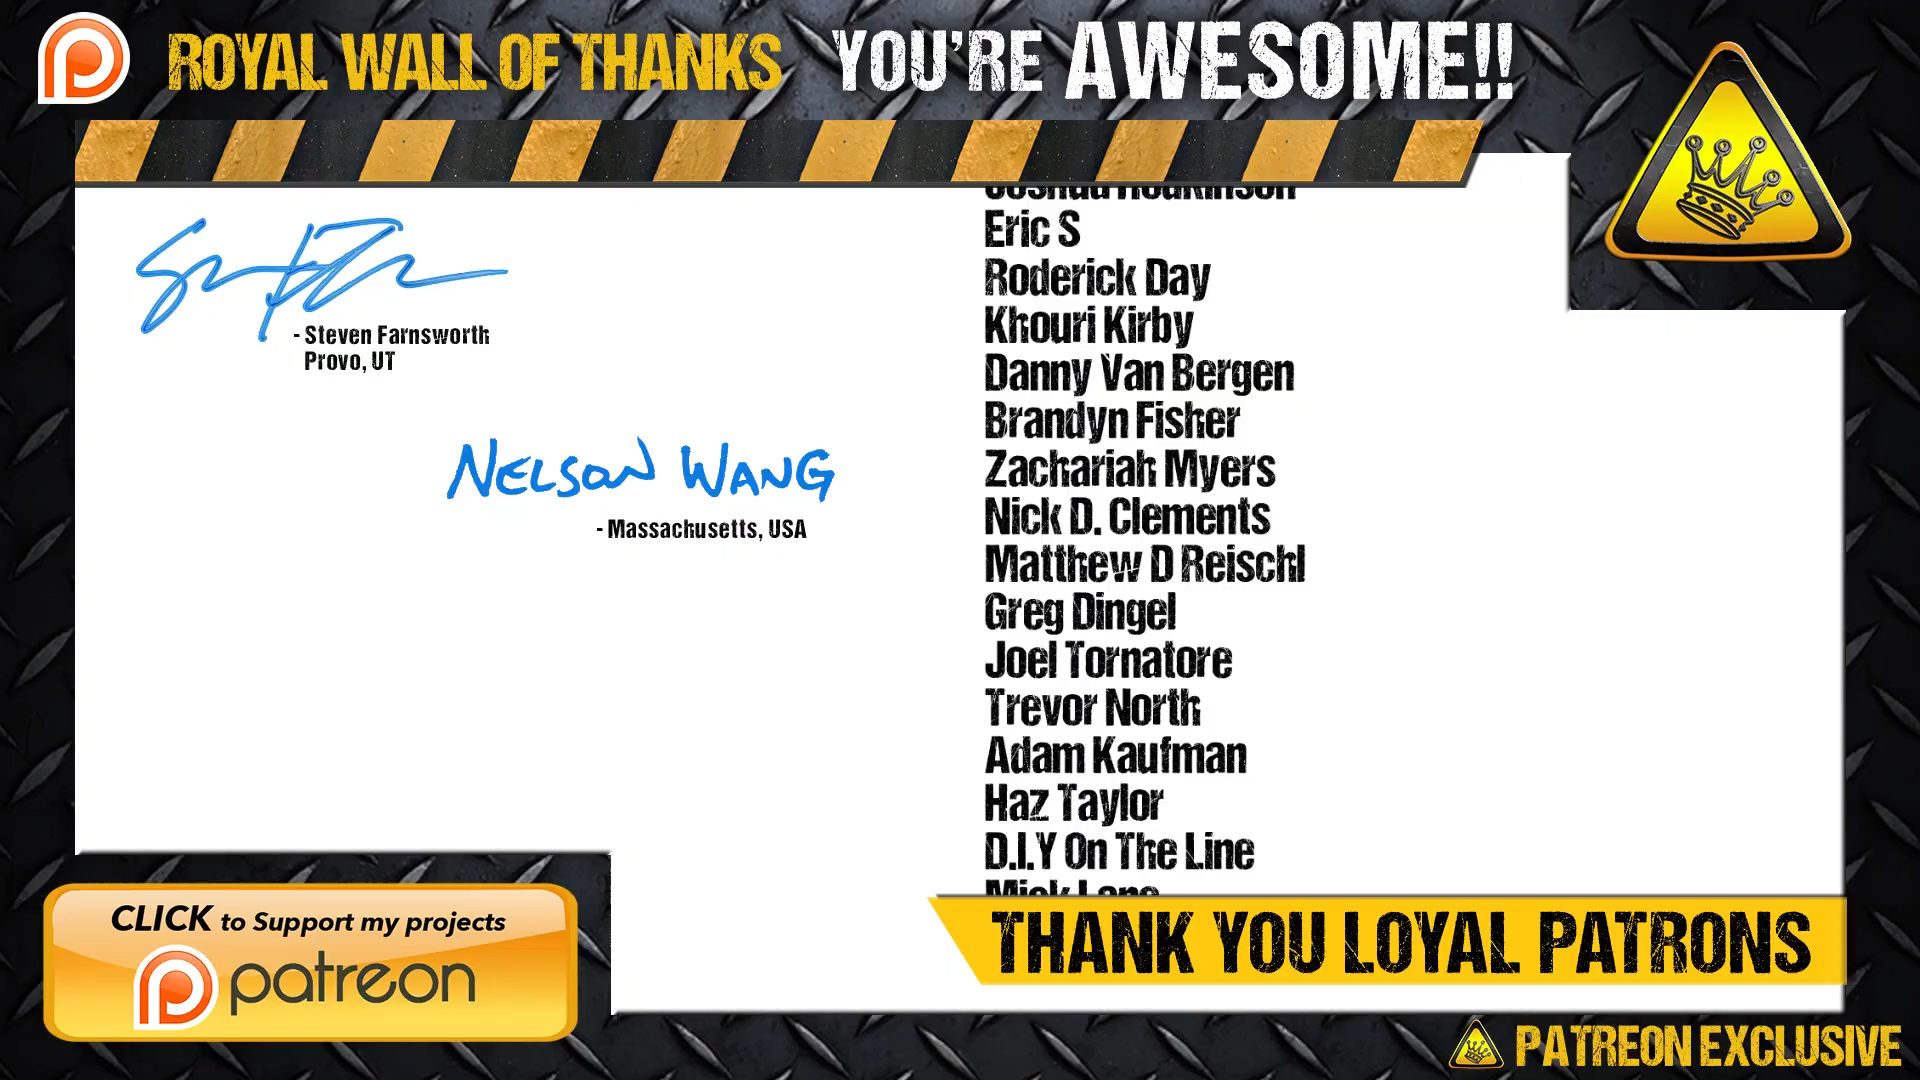 ROYAL WALL OF THANKS YOU'RE AWESOME!!
- Steven Farnsworth
Provo, UT
NELSON WANG
- Massachusetts, USA
Eric S
Roderick Day
Khouri Kirby
Danny Van Bergen
Brandyn Fisher
Zachariah Myers
Nick D. Clements
Matthew D Reischl
Greg Dingel
Joel Tornatore
Trevor North
Adam Kaufman
Haz Taylor
D.I.Y On The Line
THANK YOU LOYAL PATRONS
CLICK to Support my projects
patreon
PATREON EXCLUSIVE